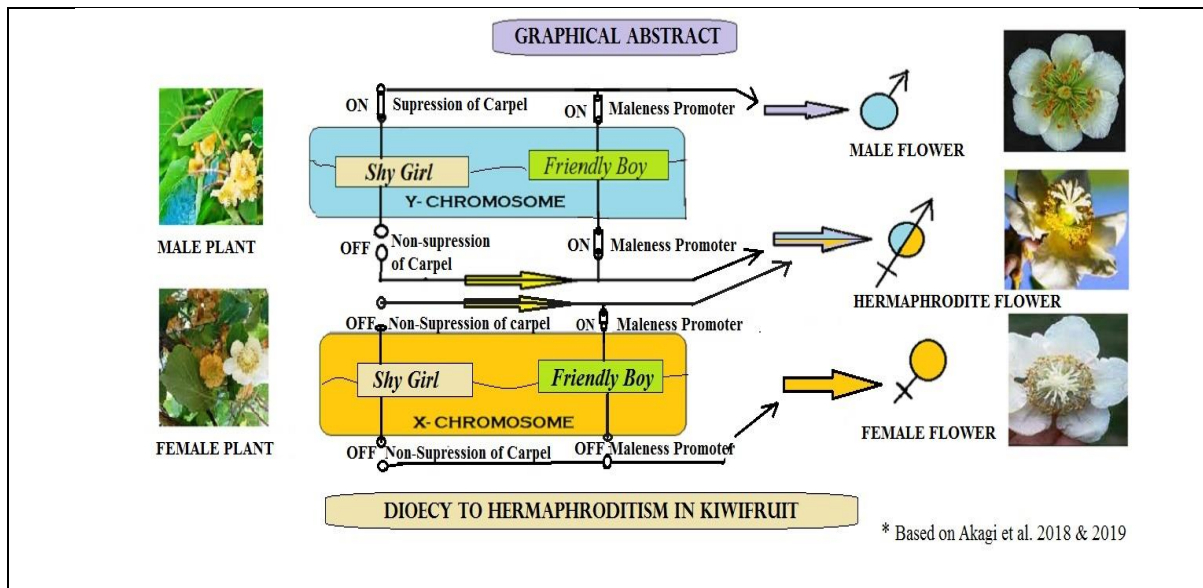 GRAPHICAL ABSTRACT
ON
Supression of Carpel
ON
Maleness Promoter
MALE FLOWER
Shy Girl
Friendly Boy
Y- CHROMOSOME
MALE PLANT
OFF
Non-supression
of Carpel
ON
Maleness Promoter
HERMAPHRODITE FLOWER
OFF
Non-Supression of carpel
ON
Maleness Promoter
Shy Girl
Friendly Boy
X- CHROMOSOME
FEMALE PLANT
FEMALE FLOWER
OFF
Non-Supression of Carpel
OFF
Maleness Promoter
DIOECY TO HERMAPHRODITISM IN KIWIFRUIT
* Based on Akagi et al. 2018 & 2019